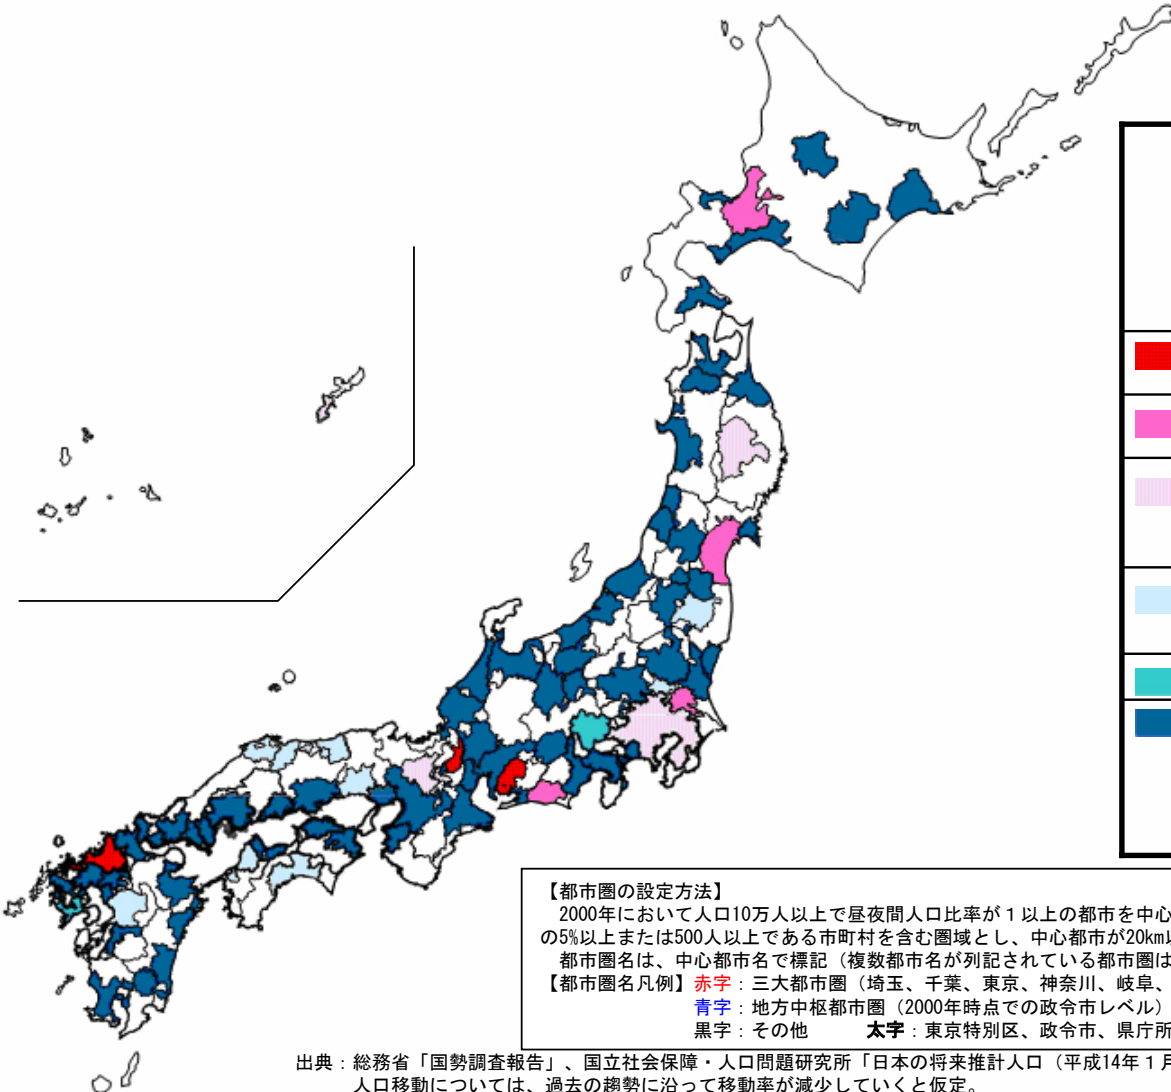 【都市圏の設定方法】
2000年において人口10万人以上で昼夜間人口比率が１以上の都市を中心
の5%以上または500人以上である市町村を含む圏域とし、中心都市が20km以
都市圏名は、中心都市名で標記（複数都市名が列記されている都市圏は
【都市圏名凡例】赤字：三大都市圏（埼玉、千葉、東京、神奈川、岐阜、
青字：地方中枢都市圏（2000年時点での政令市レベル）
黒字：その他　　太字：東京特別区、政令市、県庁所
出典：総務省「国勢調査報告」、国立社会保障・人口問題研究所「日本の将来推計人口（平成14年１月
人口移動については、過去の趨勢に沿って移動率が減少していくと仮定。